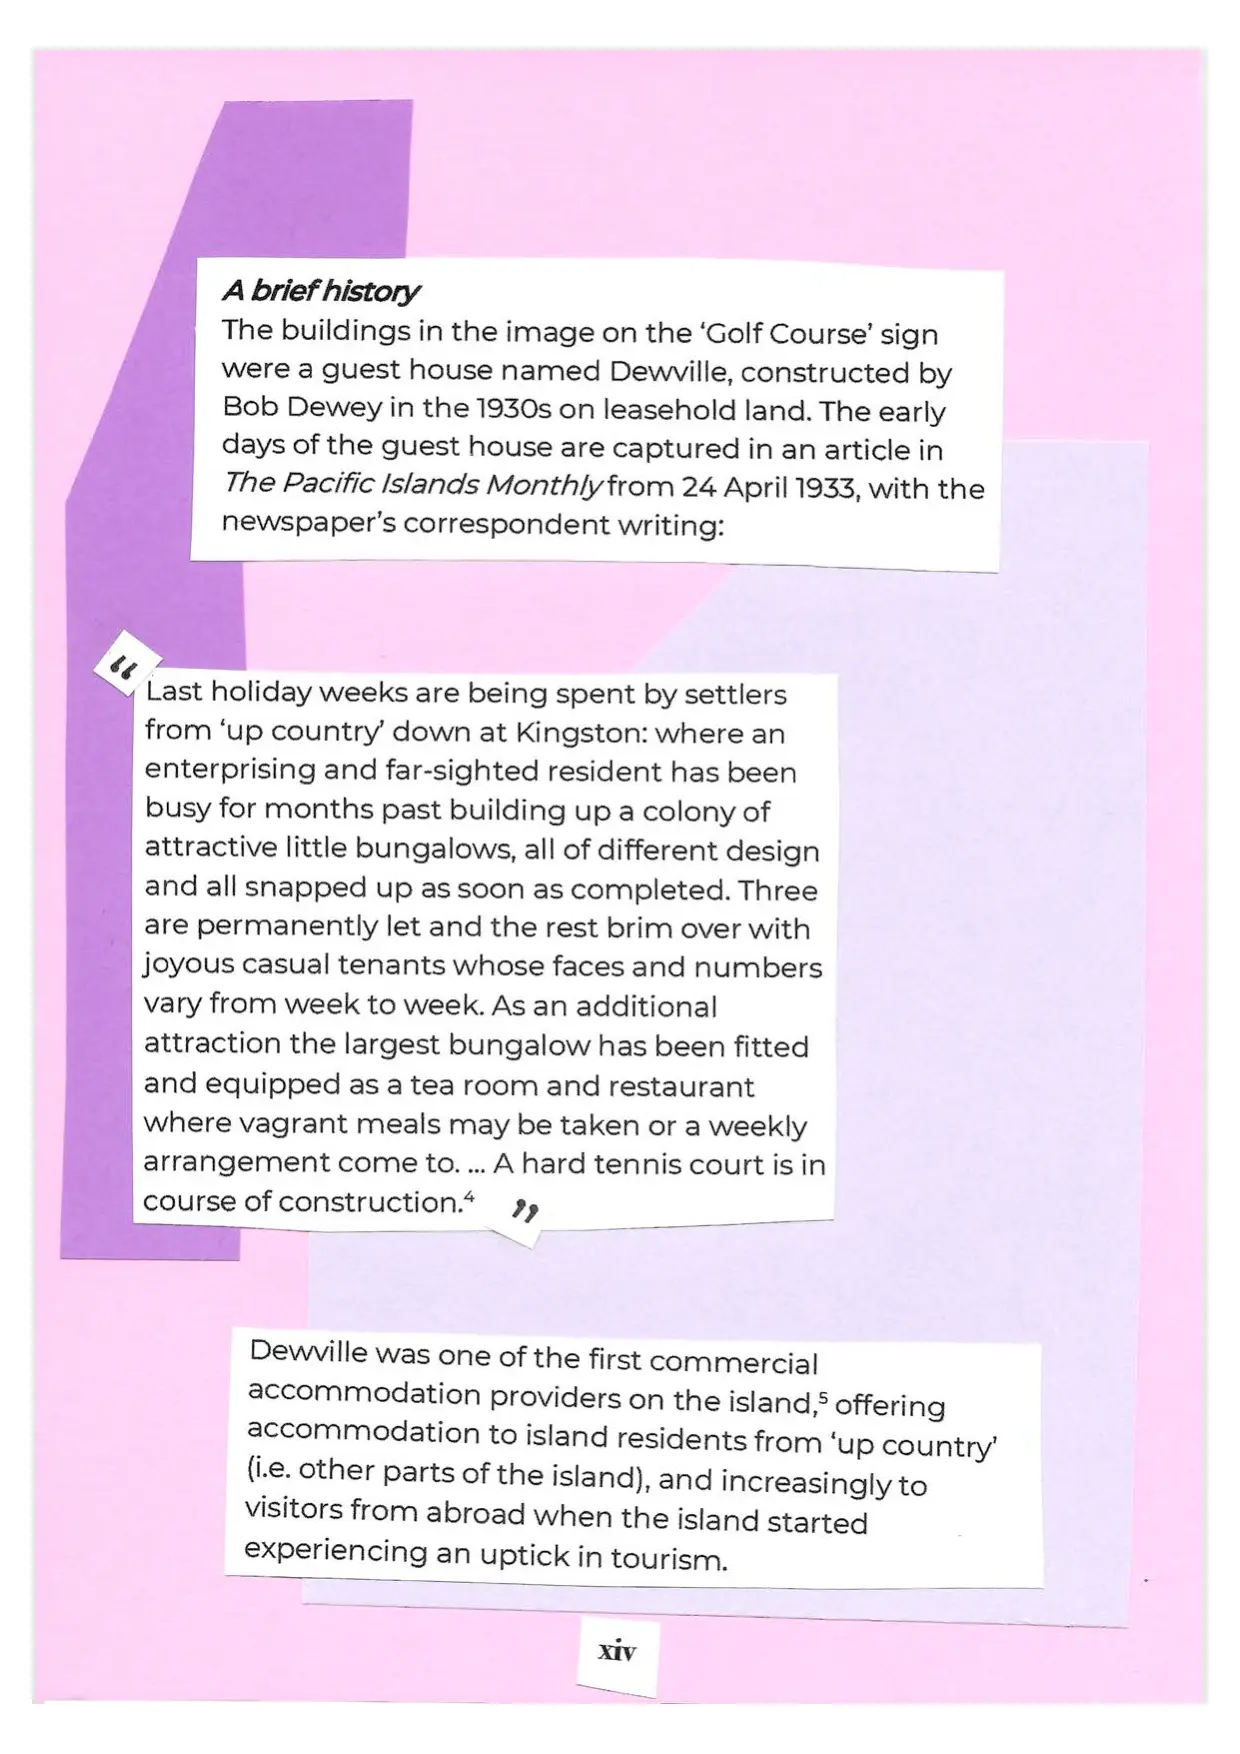 A brief history
The buildings in the image on the ‘Golf Course’ sign
were a guest house named Dewville, constructed by
Bob Dewey in the 1930s on leasehold land. The early
days of the guest house are captured in an article in
The Pacific Islands Monthly from 24 April 1933, with the
newspaper’s correspondent writing:
“
Last holiday weeks are being spent by settlers
from ‘up country’ down at Kingston: where an
enterprising and far-sighted resident has been
busy for months past building up a colony of
attractive little bungalows, all of different design
and all snapped up as soon as completed. Three
are permanently let and the rest brim over with
joyous casual tenants whose faces and numbers
vary from week to week. As an additional
attraction the largest bungalow has been fitted
and equipped as a tea room and restaurant
where vagrant meals may be taken or a weekly
arrangement come to. ... A hard tennis court is in
course of construction.⁴ ”
Dewville was one of the first commercial
accommodation providers on the island,⁵ offering
accommodation to island residents from ‘up country’
(i.e. other parts of the island), and increasingly to
visitors from abroad when the island started
experiencing an uptick in tourism.
xiv